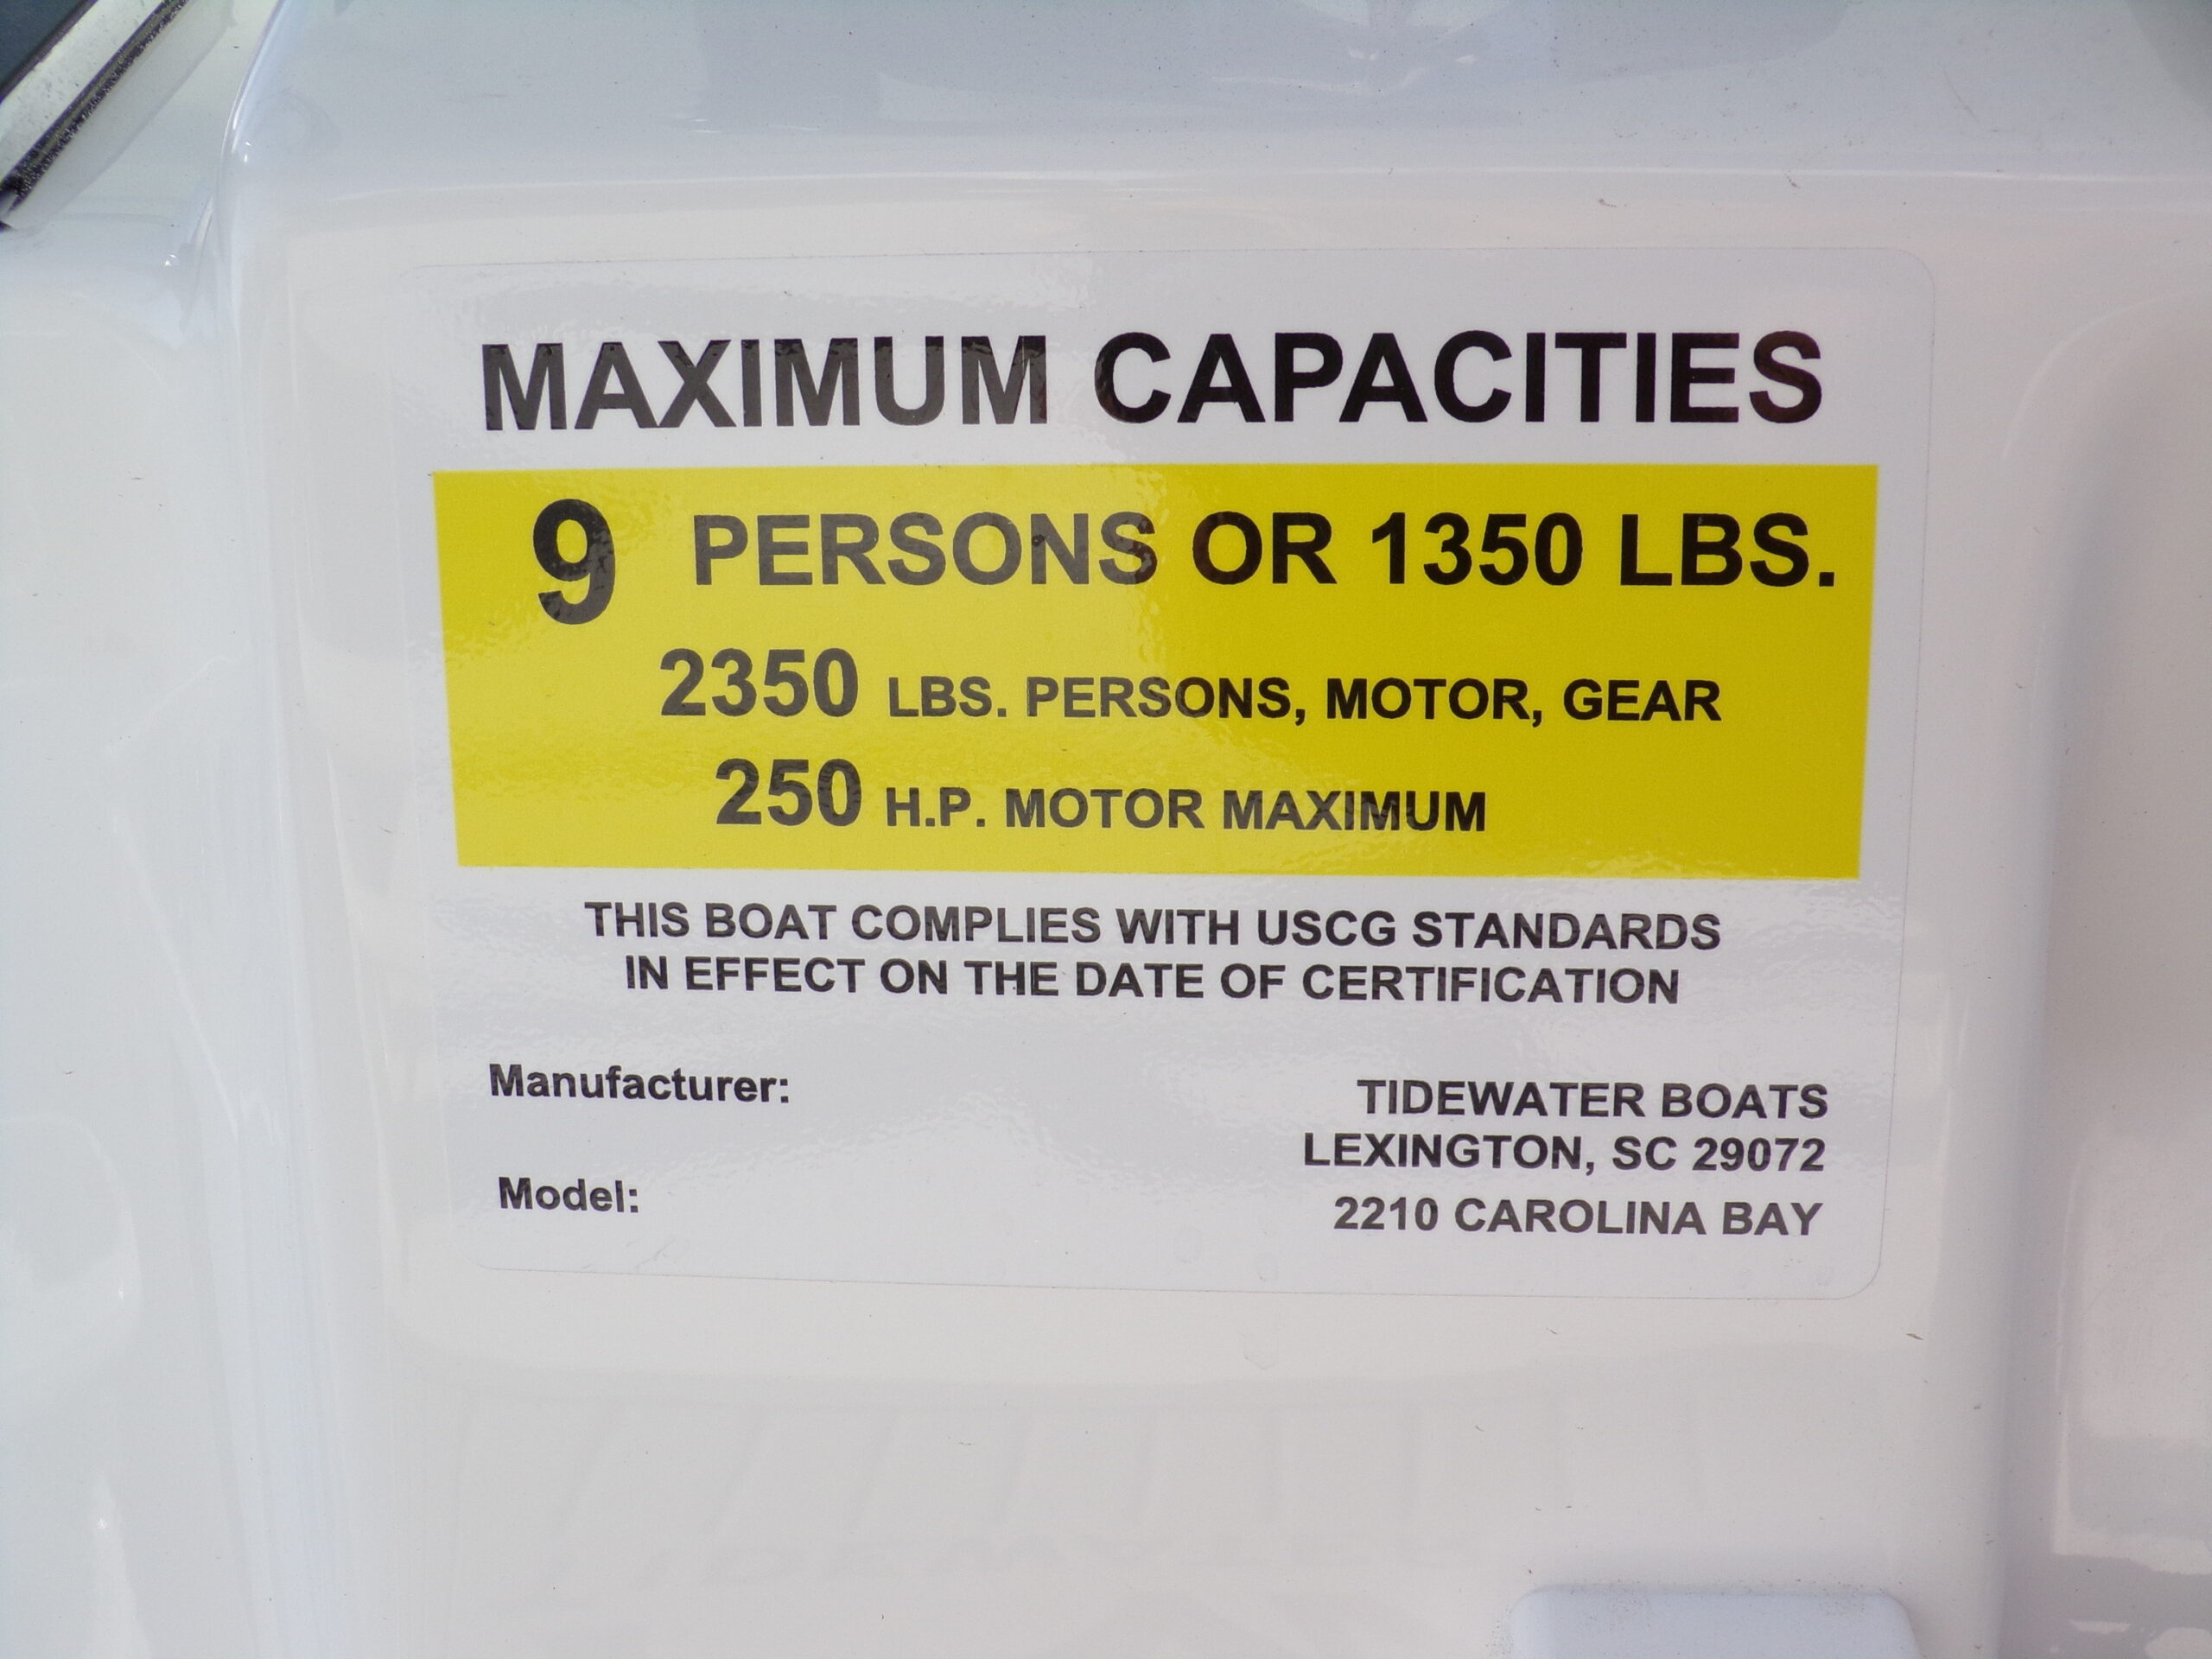 MAXIMUM CAPACITIES
9 PERSONS OR 1350 LBS.
2350 LBS. PERSONS, MOTOR, GEAR
250 H.P. MOTOR MAXIMUM
THIS BOAT COMPLIES WITH USCG STANDARDS
IN EFFECT ON THE DATE OF CERTIFICATION
Manufacturer: TIDEWATER BOATS
LEXINGTON, SC 29072
Model: 2210 CAROLINA BAY